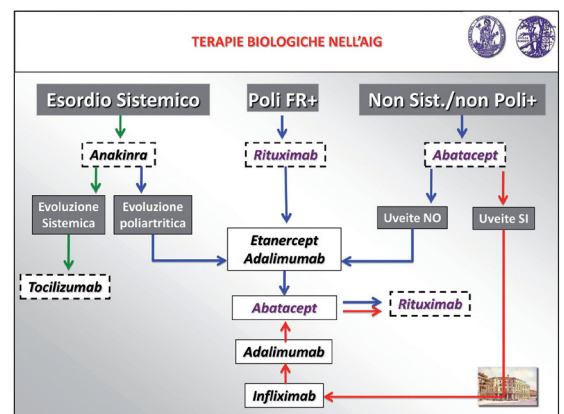 TERAPIE BIOLOGICHE NELL'AIG
Esordio Sistemico
Poli FR+
Non Sist./non Poli+
Anakinra
Rituximab
Abatacept
Evoluzione
Sistemica
Evoluzione
poliartritica
Uveite NO
Uveite SI
Etanercept
Adalimumab
Tocilizumab
Abatacept
Rituximab
Adalimumab
Infliximab